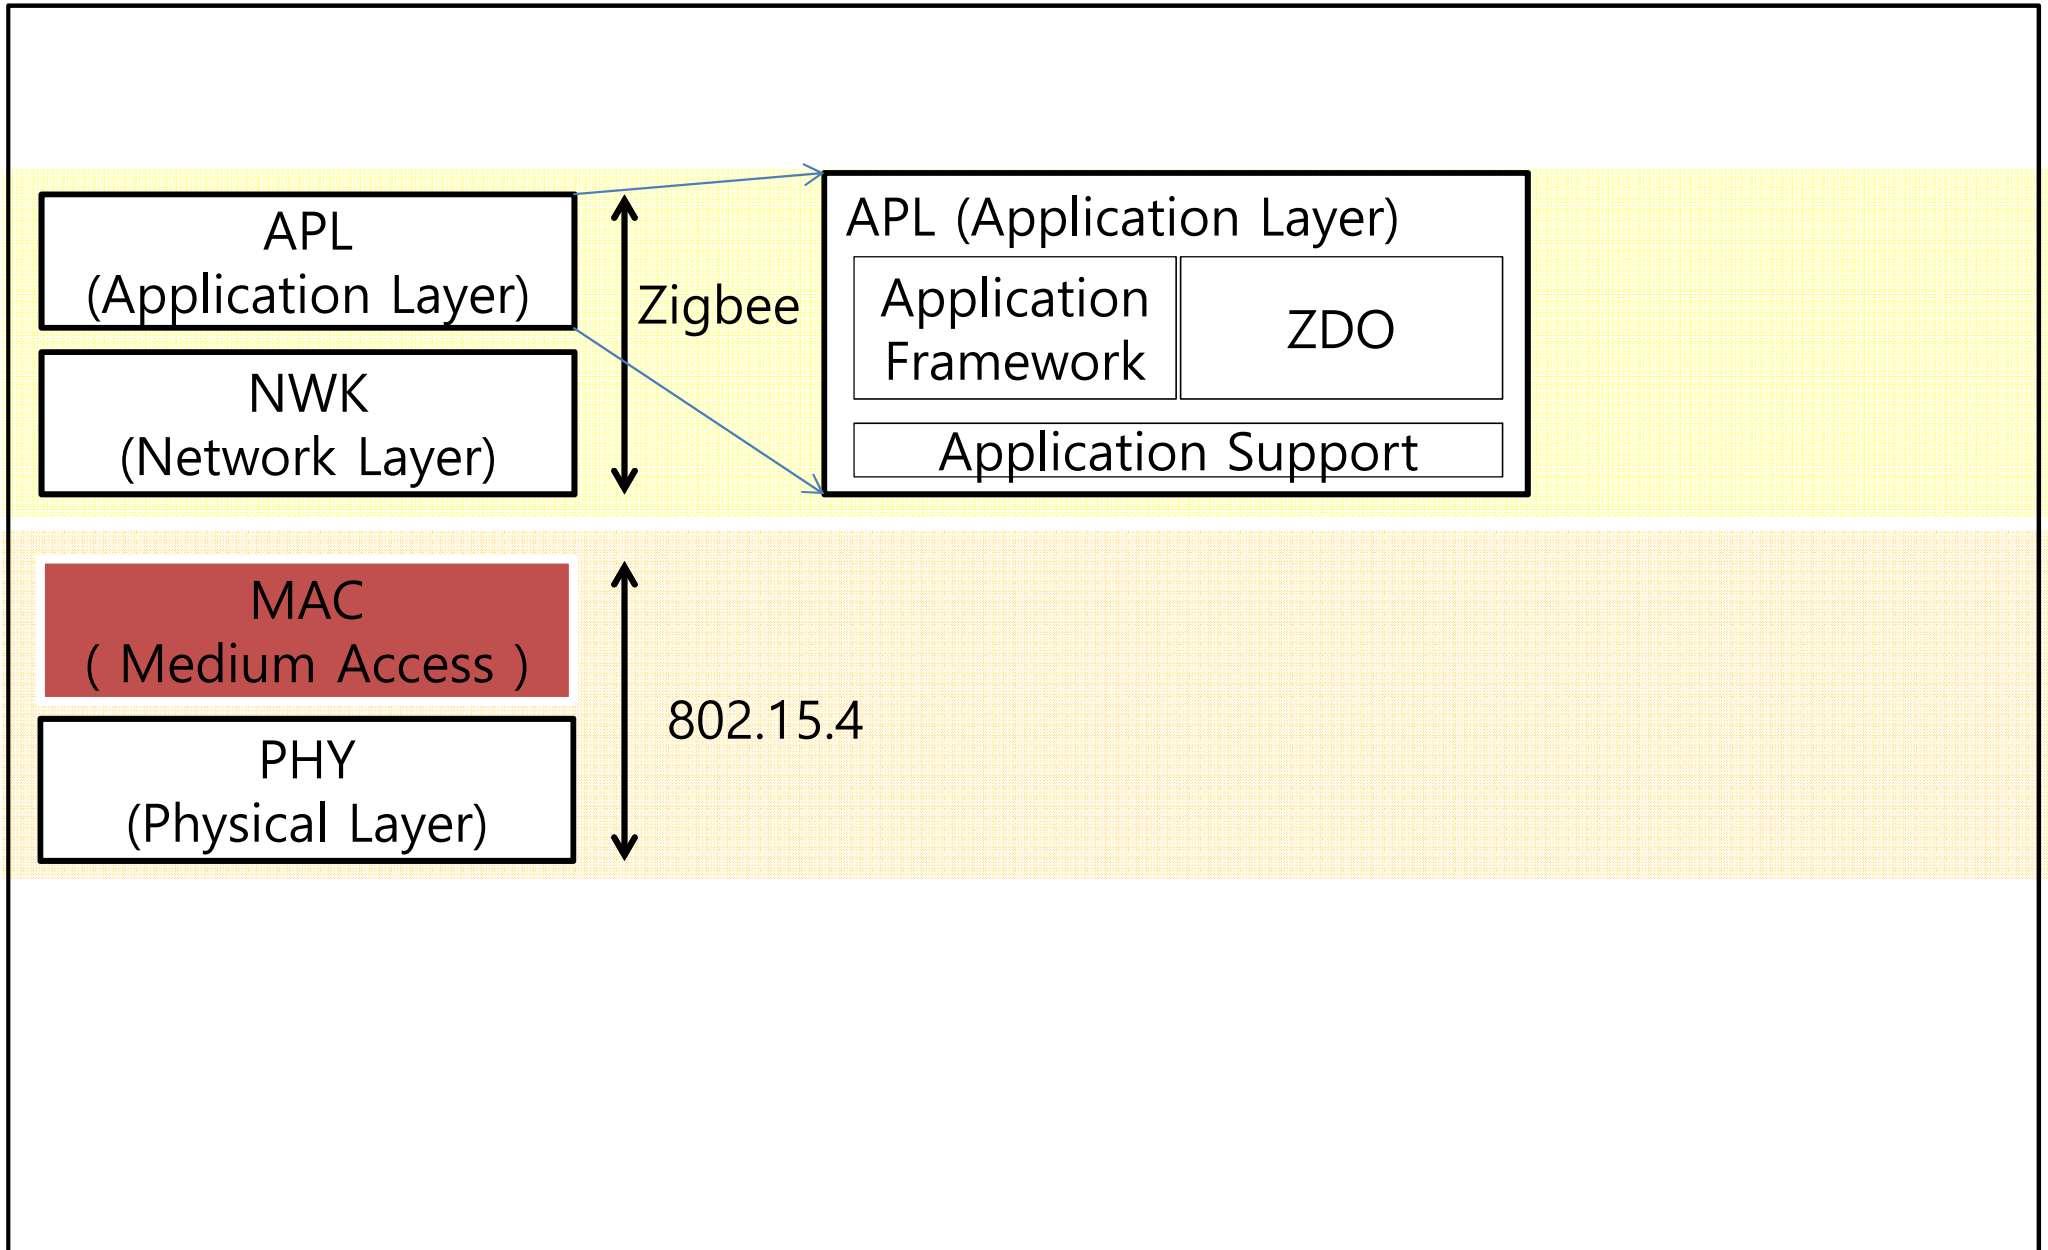 APL
(Application Layer)
NWK
(Network Layer)
Zigbee
APL (Application Layer)
Application
Framework
ZDO
Application Support
MAC
( Medium Access )
PHY
(Physical Layer)
802.15.4